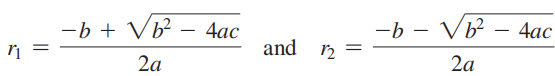 r₁ = (−b + √(b² − 4ac)) / 2a and r₂ = (−b − √(b² − 4ac)) / 2a